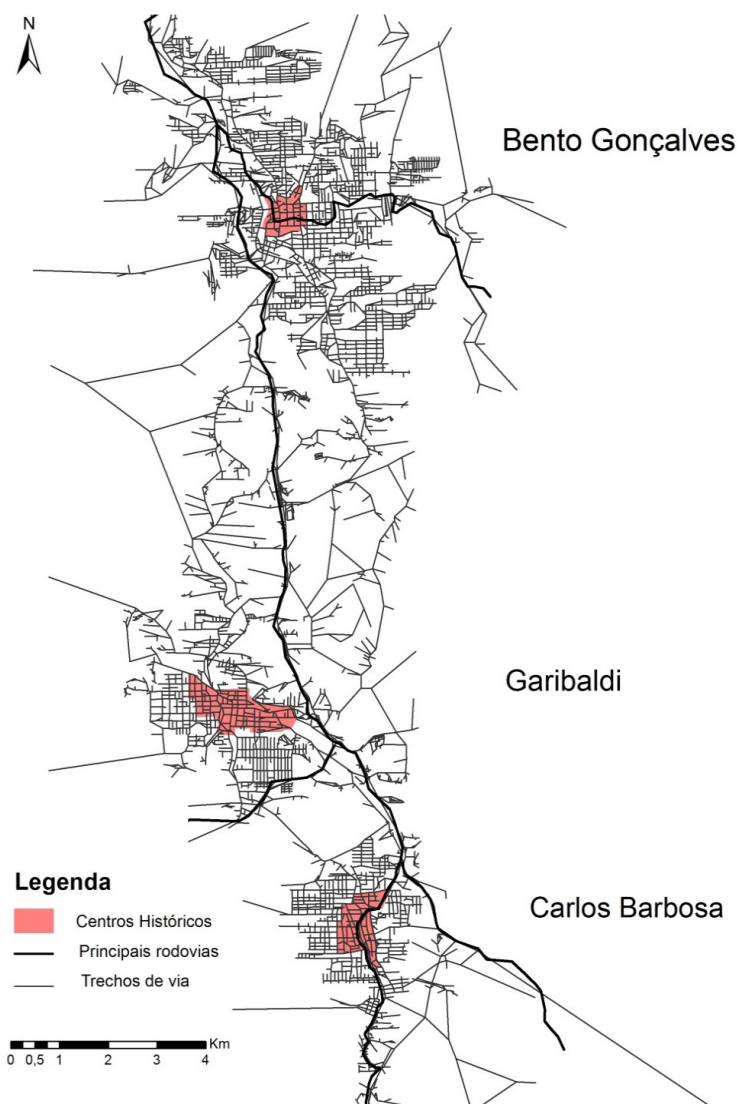 N
Bento Gonçalves
Garibaldi
Carlos Barbosa
Legenda
Centros Históricos
Principais rodovias
Trechos de via
Km
0 0,5 1 2 3 4